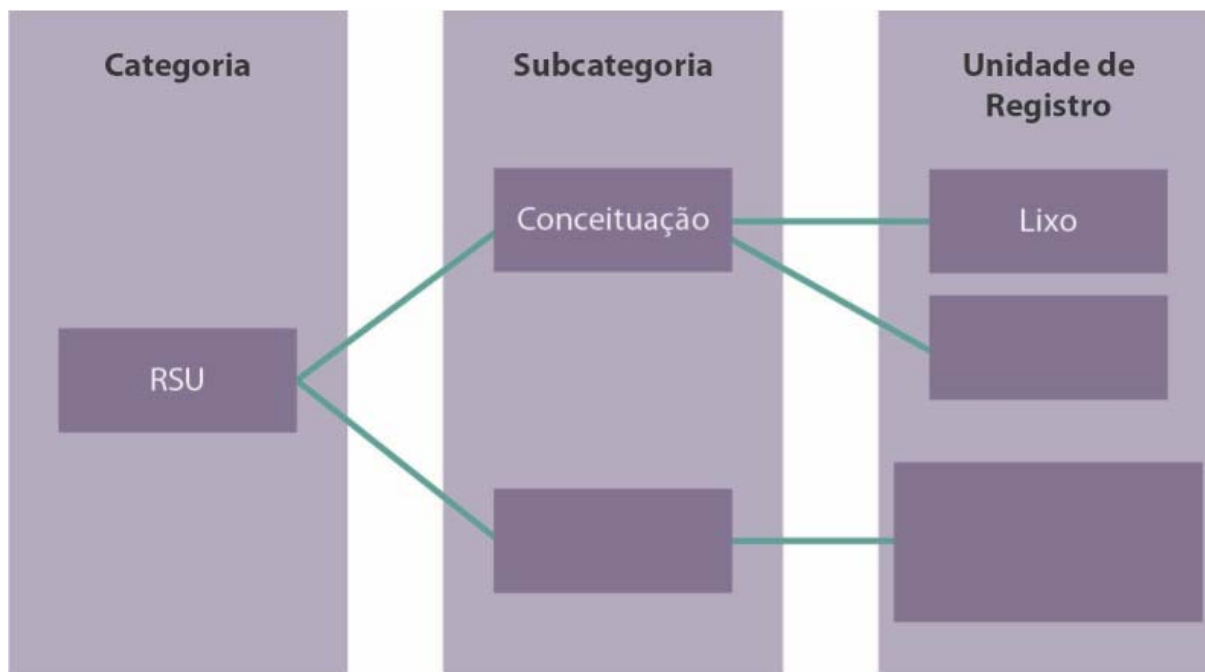 Categoria
Subcategoria
Unidade de
Registro
Conceituação
Lixo
RSU